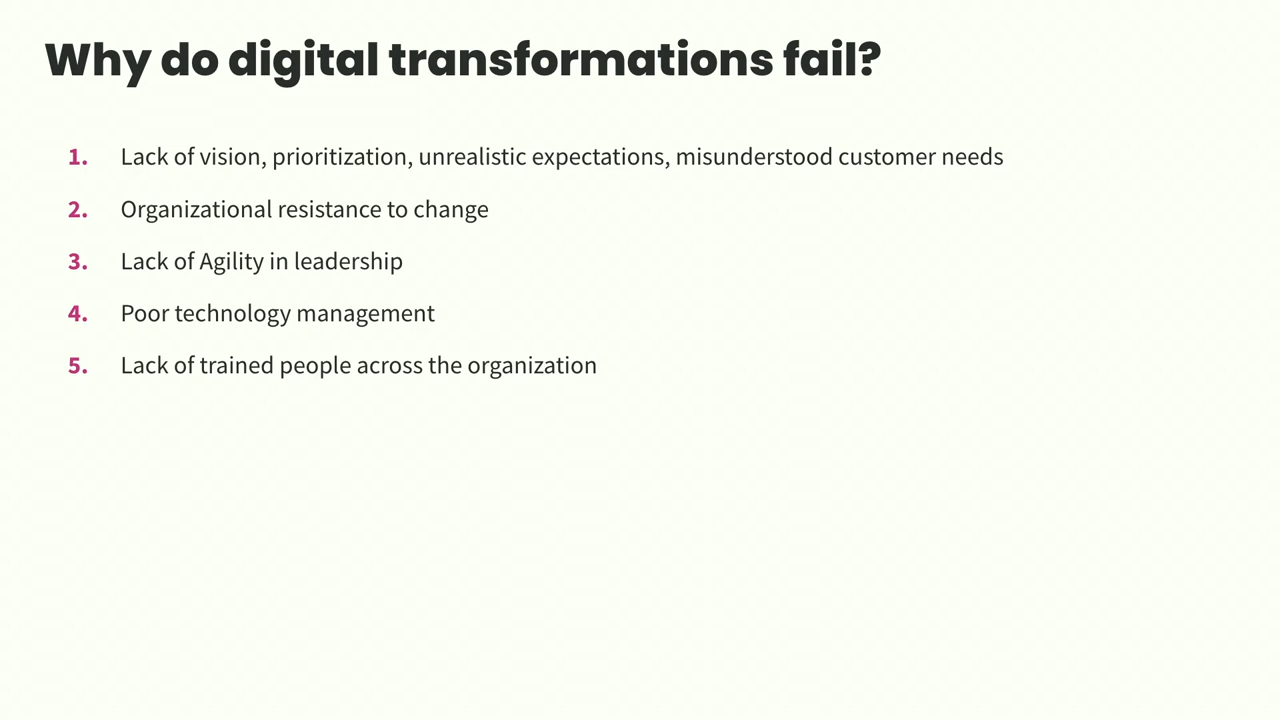 Why do digital transformations fail?
1. Lack of vision, prioritization, unrealistic expectations, misunderstood customer needs
2. Organizational resistance to change
3. Lack of Agility in leadership
4. Poor technology management
5. Lack of trained people across the organization